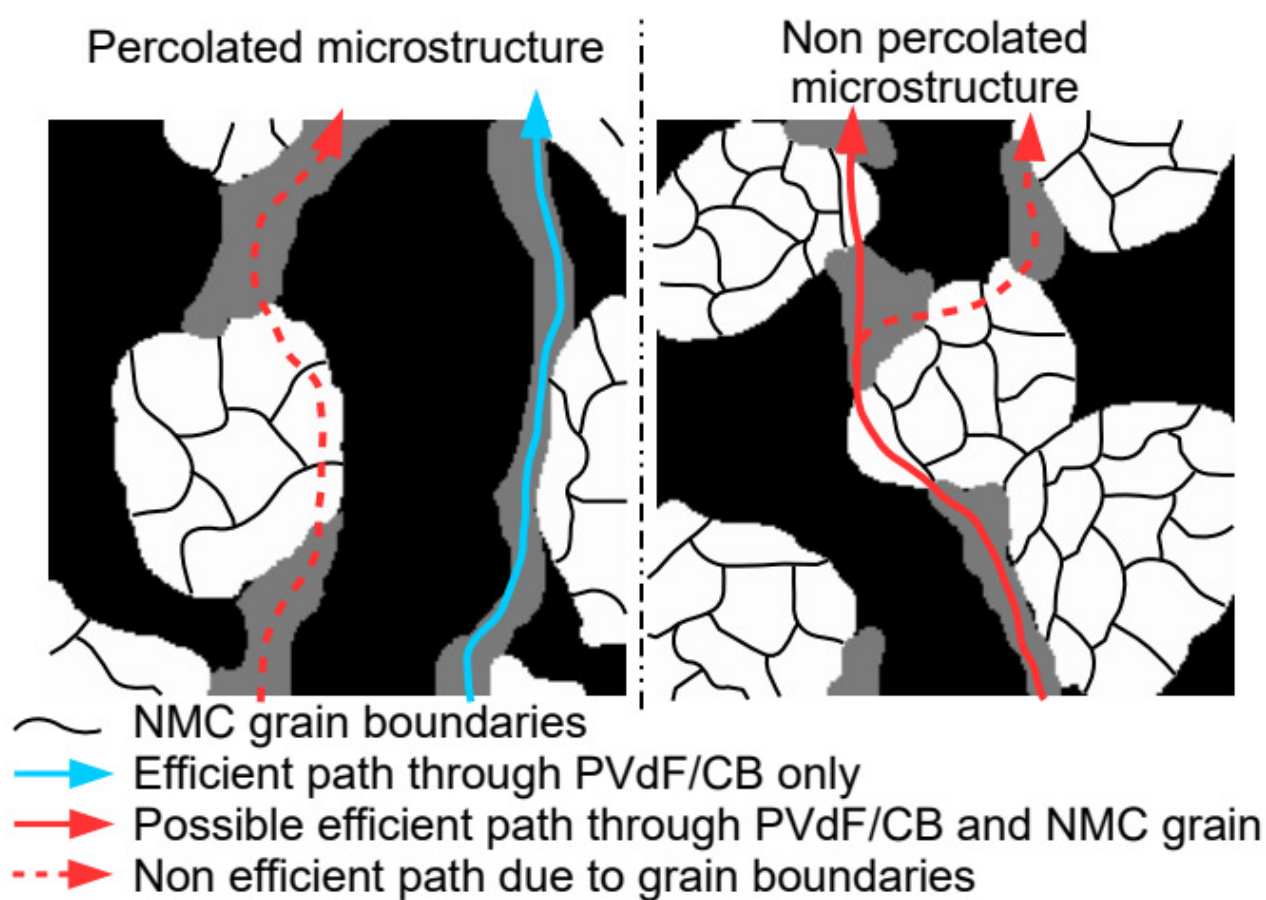 Percolated microstructure
Non percolated
microstructure
NMC grain boundaries
Efficient path through PVdF/CB only
Possible efficient path through PVdF/CB and NMC grain
Non efficient path due to grain boundaries